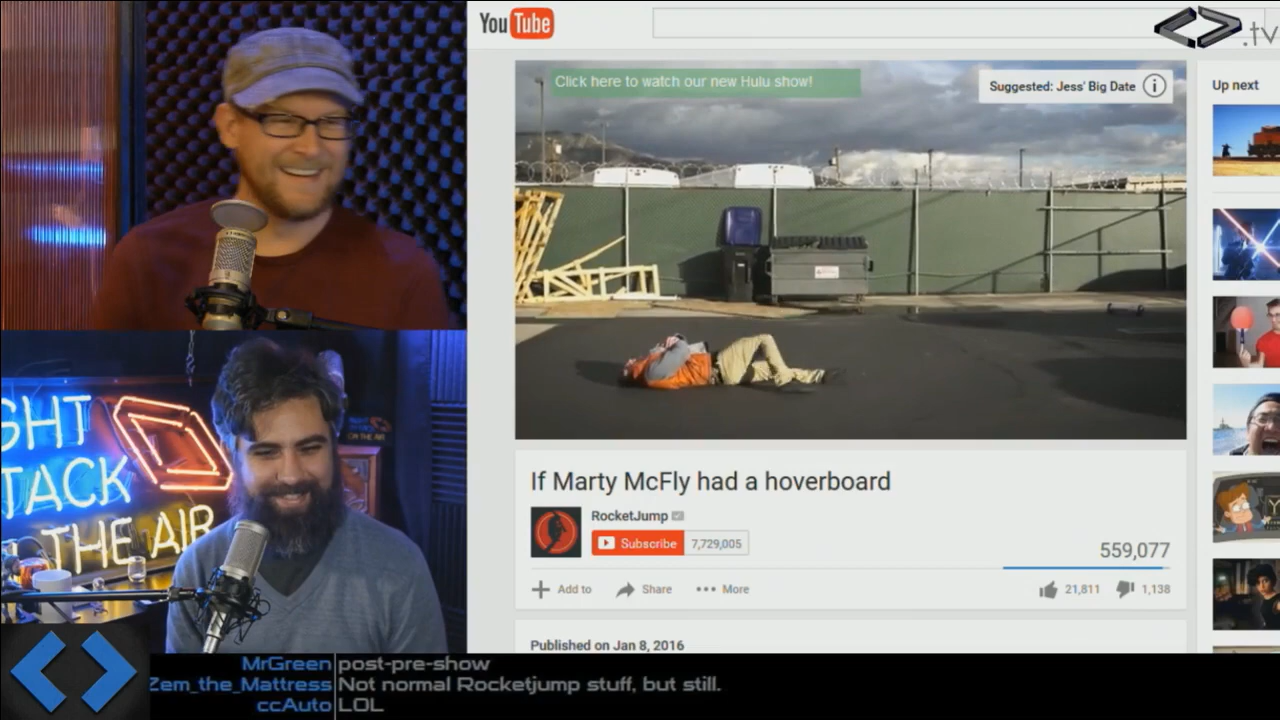 You Tube
.tv
Click here to watch our new Hulu show!
Suggested: Jess' Big Date
Up next
GHT
TACK
THE AIR
ON THE AIR
If Marty McFly had a hoverboard
RocketJump
Subscribe 7,729,005
559,077
Add to Share More
21,811 1,138
Published on Jan 8, 2016
MrGreen post-pre-show
Zem_the_Mattress Not normal Rocketjump stuff, but still.
ccAuto LOL